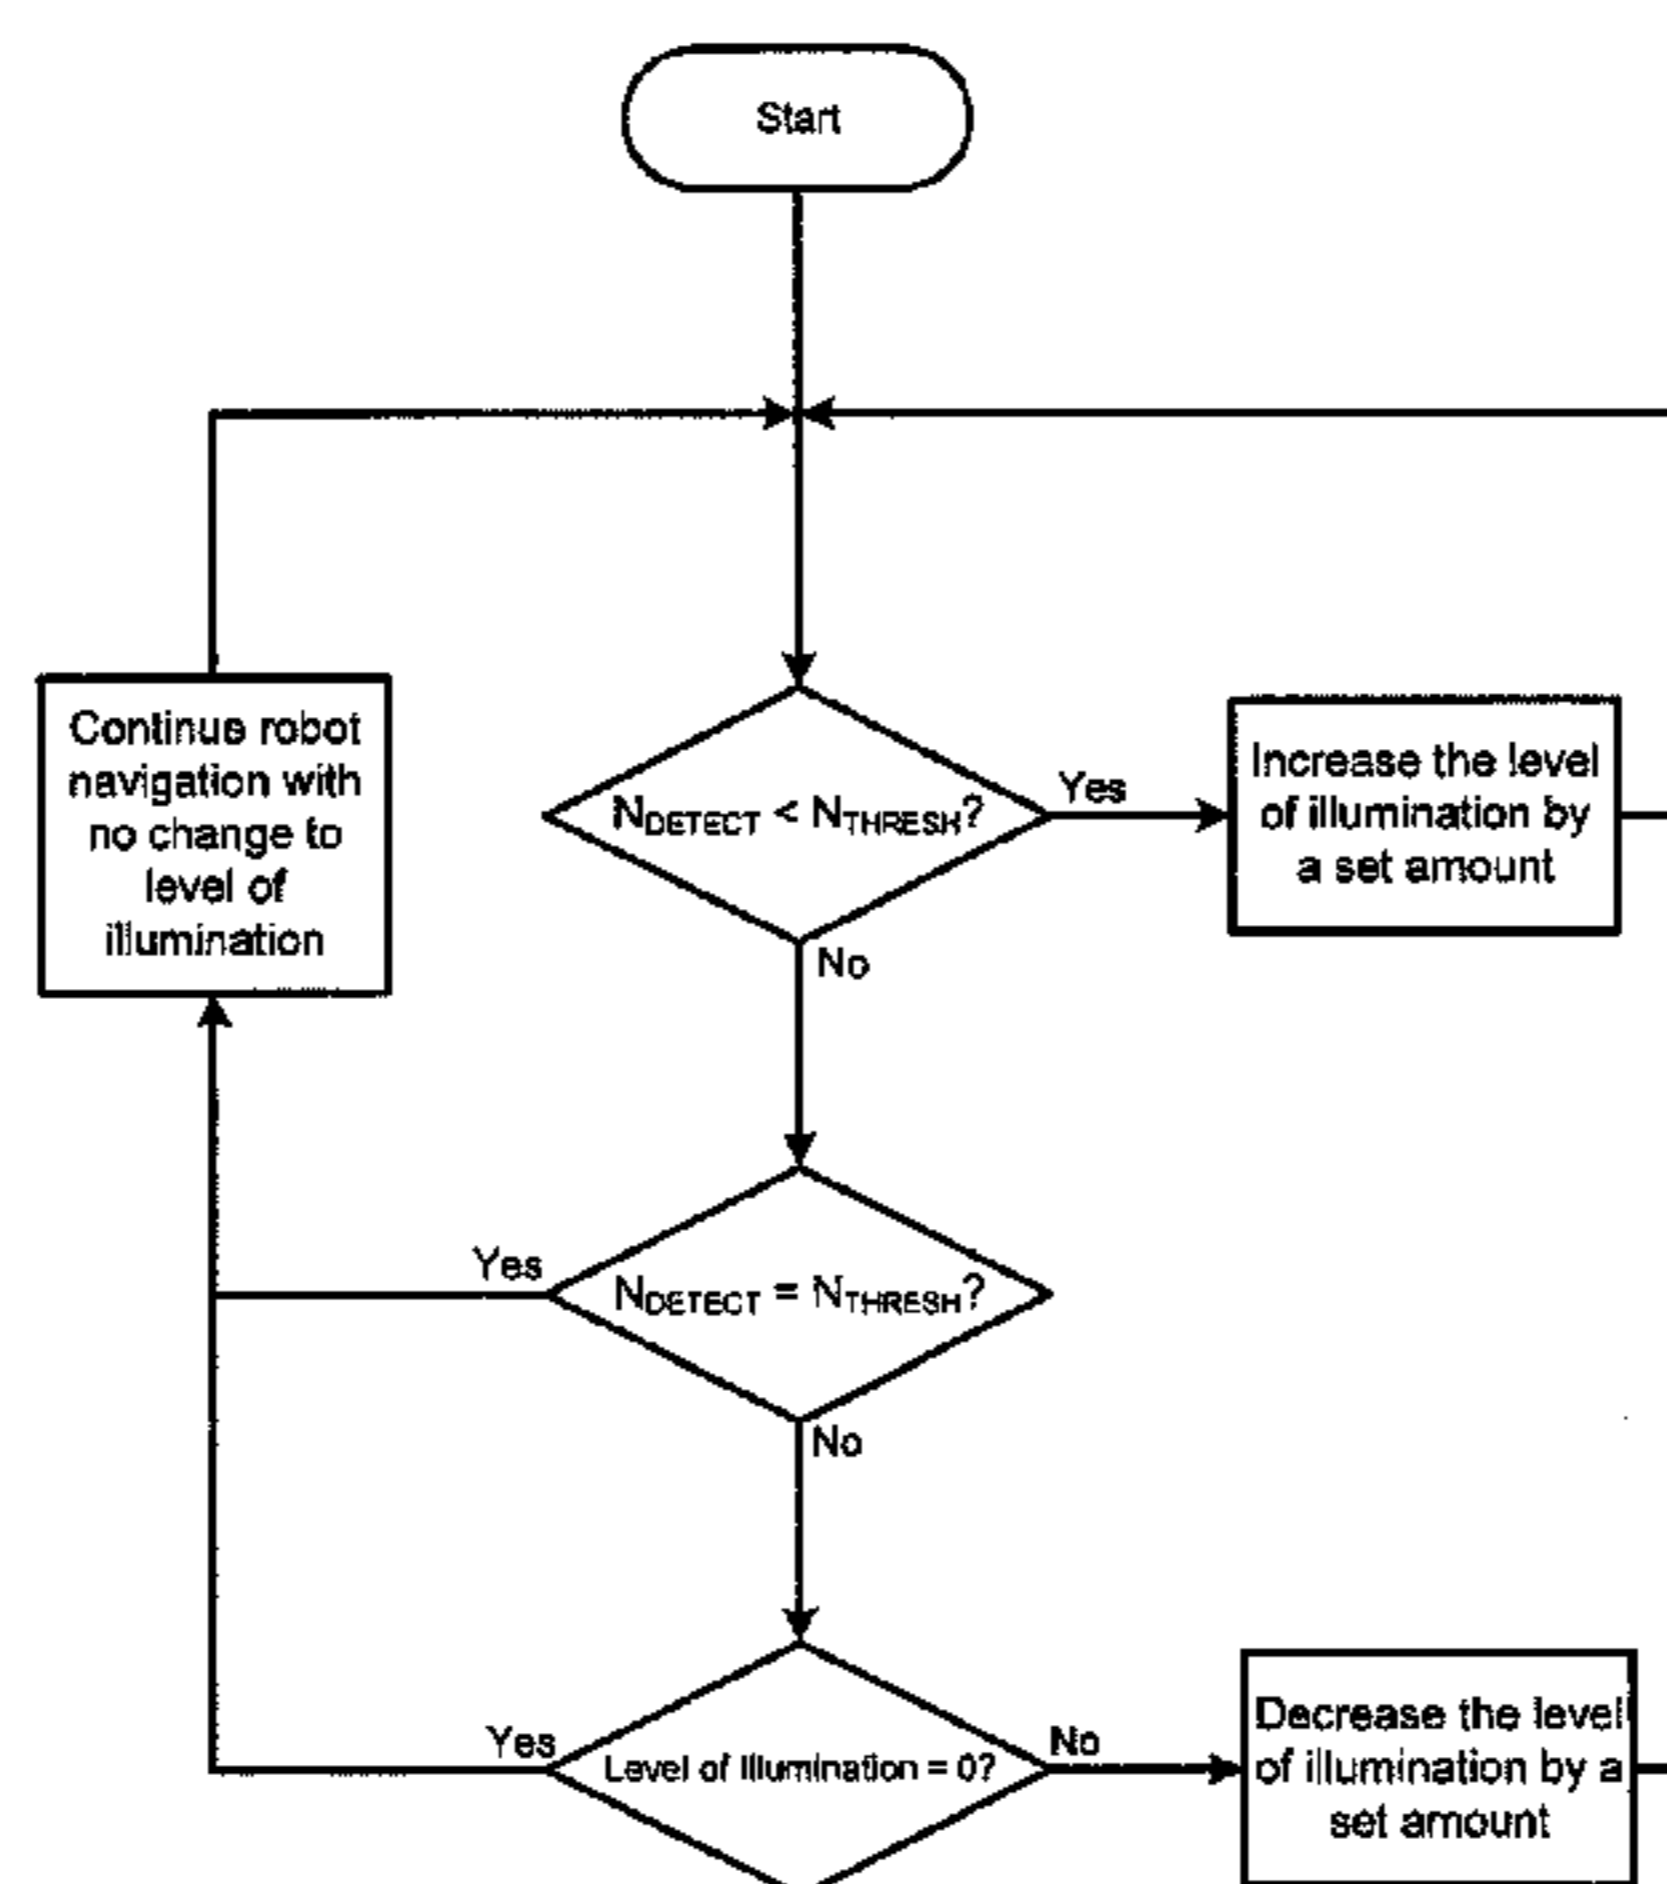 Start
Continue robot
navigation with
no change to
level of
illumination
NDETECT < NTHRESH?
Yes
Increase the level
of illumination by
a set amount
No
Yes
NDETECT = NTHRESH?
No
Yes
Level of Illumination = 0?
No
Decrease the level
of illumination by a
set amount